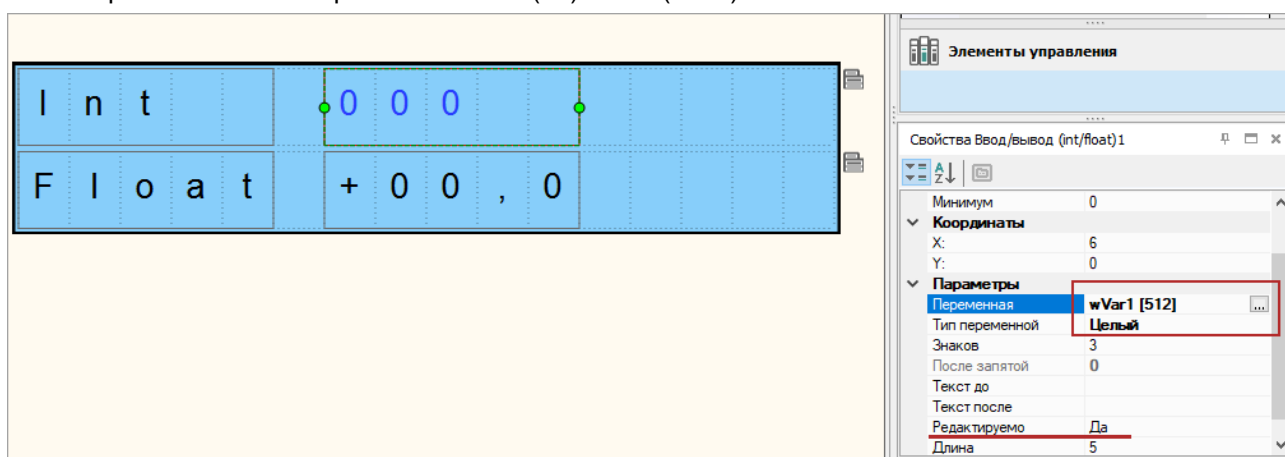 Элементы управления
Int 000
Float +00,0
Свойства Ввод/вывод (int/float)1
Минимум 0
Координаты
X: 6
Y: 0
Параметры
Переменная wVar1 [512] ...
Тип переменной Целый
Знаков 3
После запятой 0
Текст до
Текст после
Редактируемо Да
Длина 5